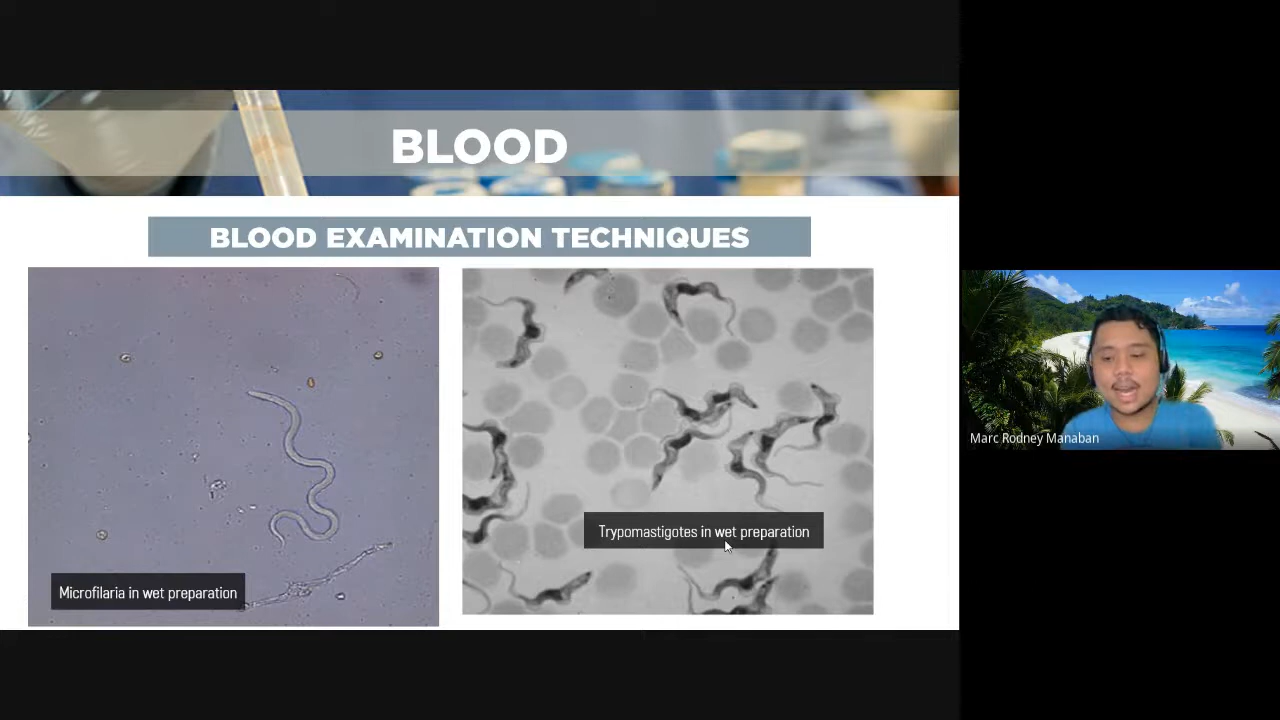 BLOOD
BLOOD EXAMINATION TECHNIQUES
Microfilaria in wet preparation
Trypomastigotes in wet preparation
Marc Rodney Manaban